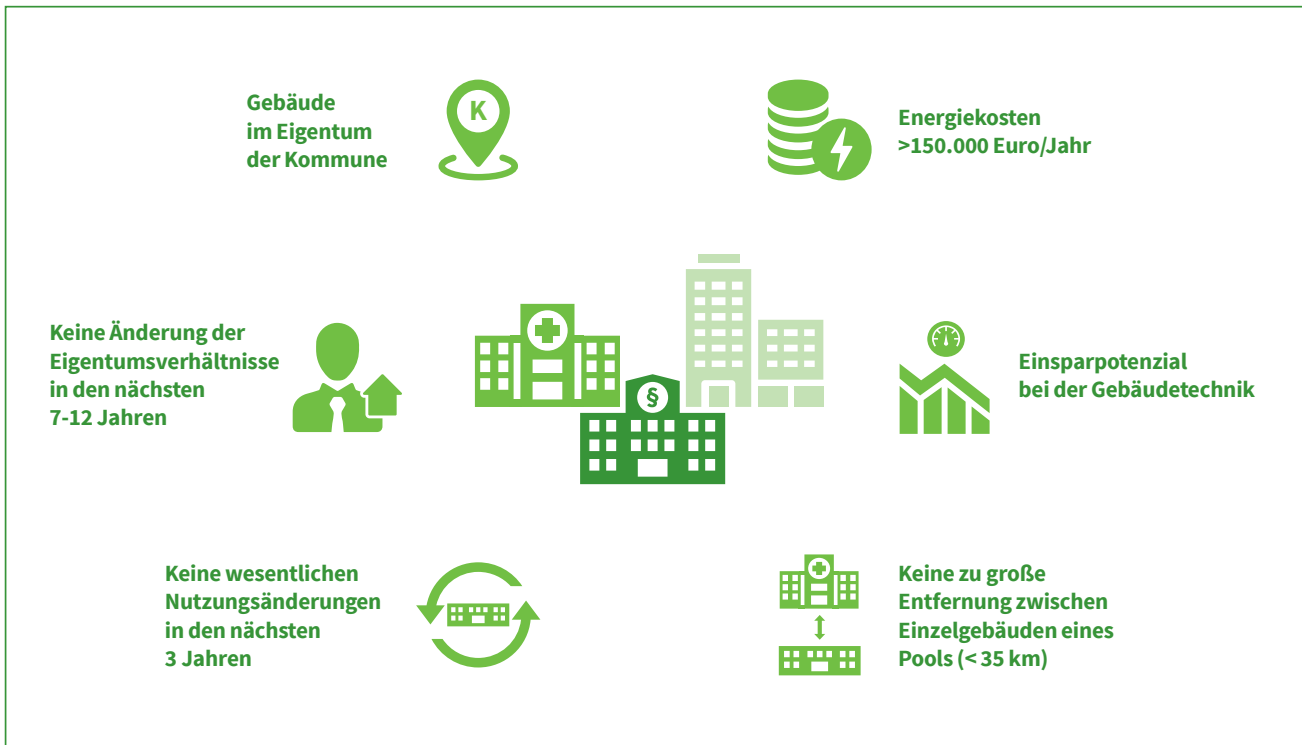 Gebäude
im Eigentum
der Kommune
K
Energiekosten
>150.000 Euro/Jahr
Keine Änderung der
Eigentumsverhältnisse
in den nächsten
7-12 Jahren
§
Einsparpotenzial
bei der Gebäudetechnik
Keine wesentlichen
Nutzungsänderungen
in den nächsten
3 Jahren
Keine zu große
Entfernung zwischen
Einzelgebäuden eines
Pools (< 35 km)